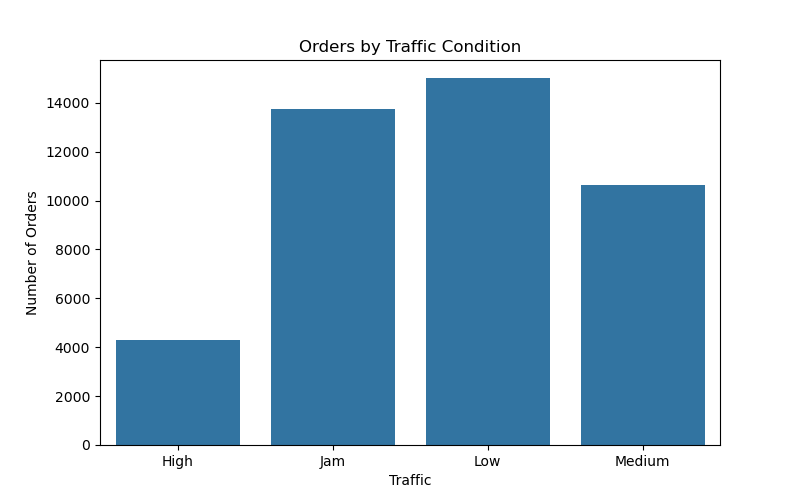 Orders by Traffic Condition
Number of Orders
14000
12000
10000
8000
6000
4000
2000
0
High Jam Low Medium
Traffic